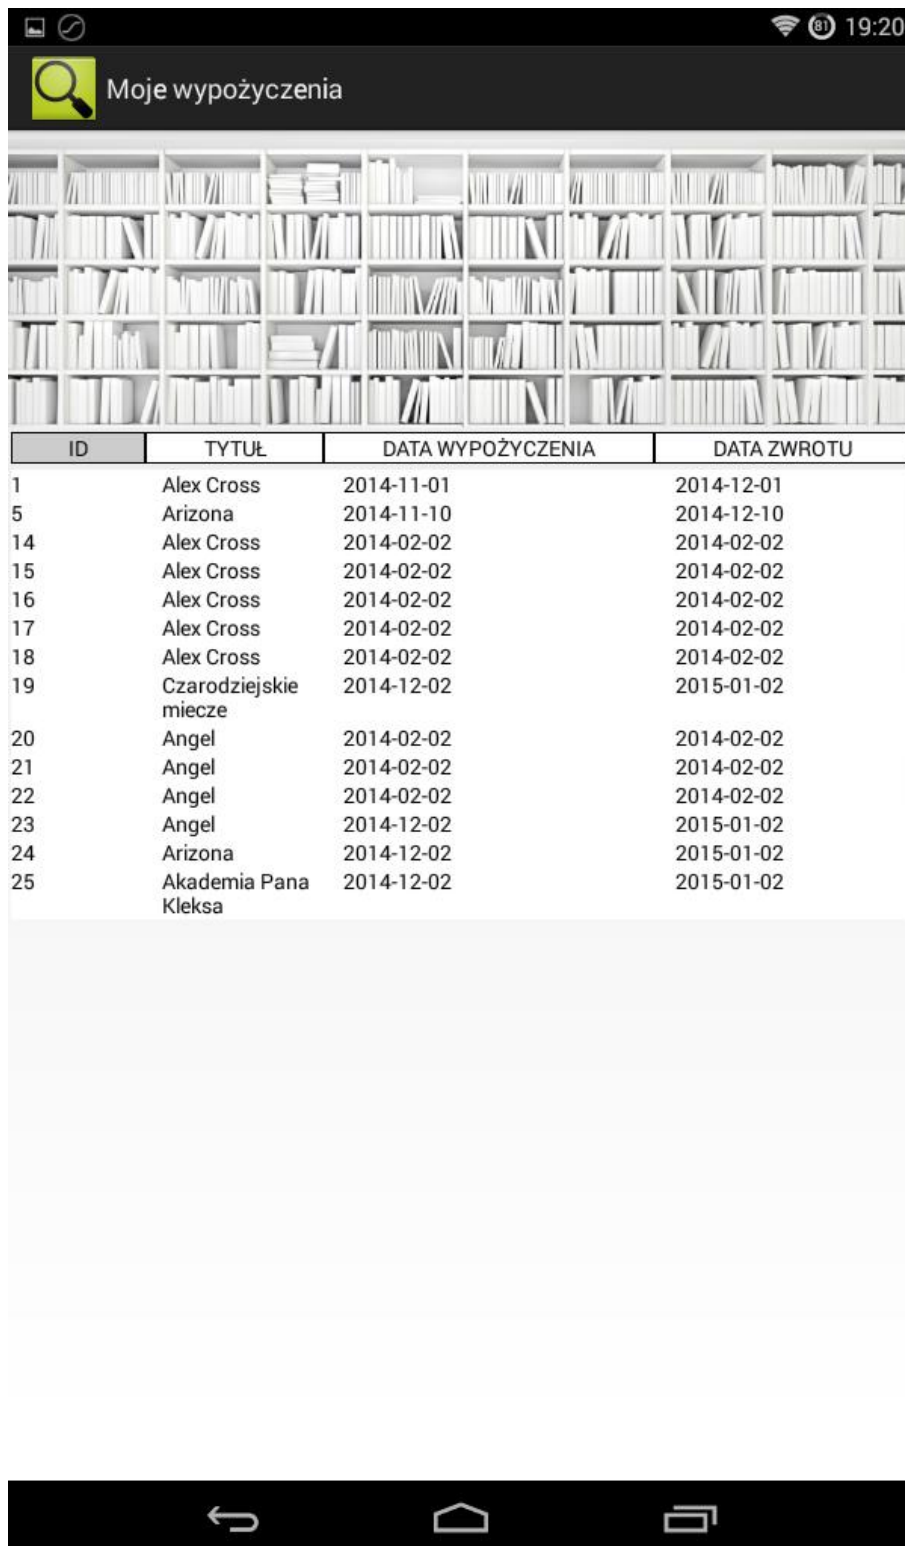 81 19:20
Moje wypożyczenia
ID TYTUŁ DATA WYPOŻYCZENIA DATA ZWROTU
1 Alex Cross 2014-11-01 2014-12-01
5 Arizona 2014-11-10 2014-12-10
14 Alex Cross 2014-02-02 2014-02-02
15 Alex Cross 2014-02-02 2014-02-02
16 Alex Cross 2014-02-02 2014-02-02
17 Alex Cross 2014-02-02 2014-02-02
18 Alex Cross 2014-02-02 2014-02-02
19 Czarodziejskie 2014-12-02 2015-01-02
miecze
20 Angel 2014-02-02 2014-02-02
21 Angel 2014-02-02 2014-02-02
22 Angel 2014-02-02 2014-02-02
23 Angel 2014-12-02 2015-01-02
24 Arizona 2014-12-02 2015-01-02
25 Akademia Pana 2014-12-02 2015-01-02
Kleksa